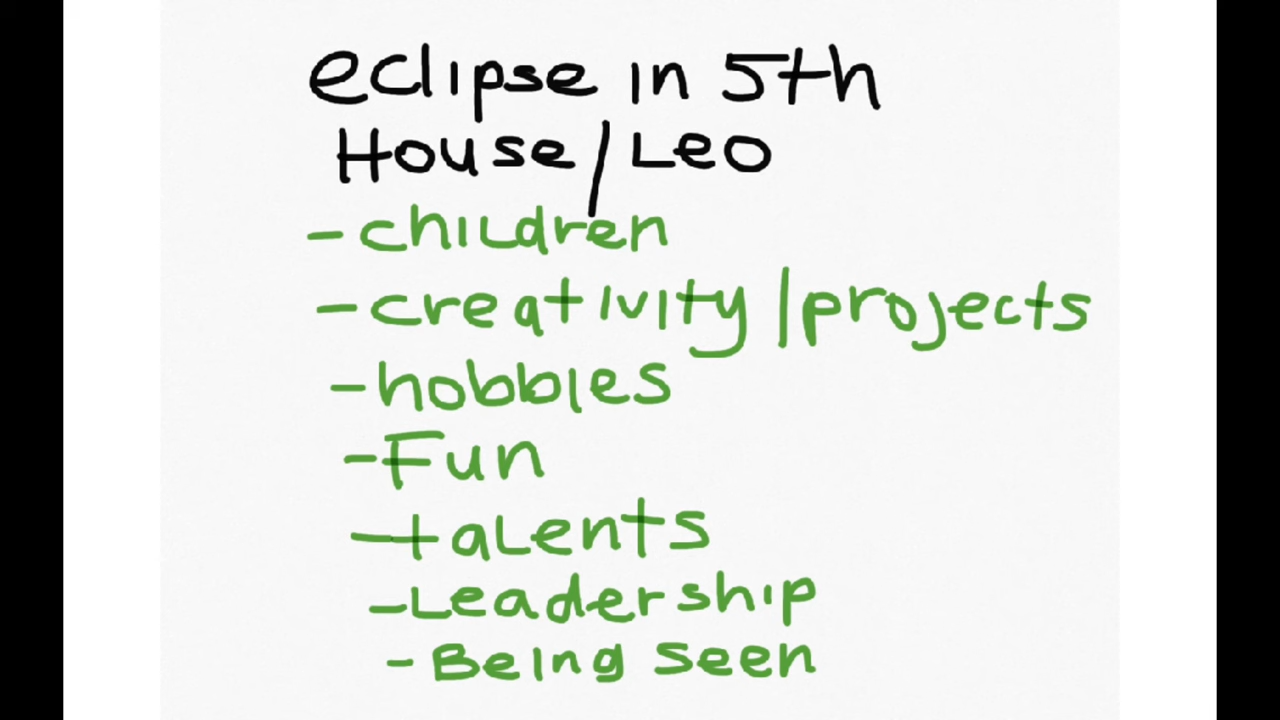 eclipse in 5th
House/Leo
- children
- creativity/projects
- hobbies
- Fun
- talents
- Leadership
- Being seen